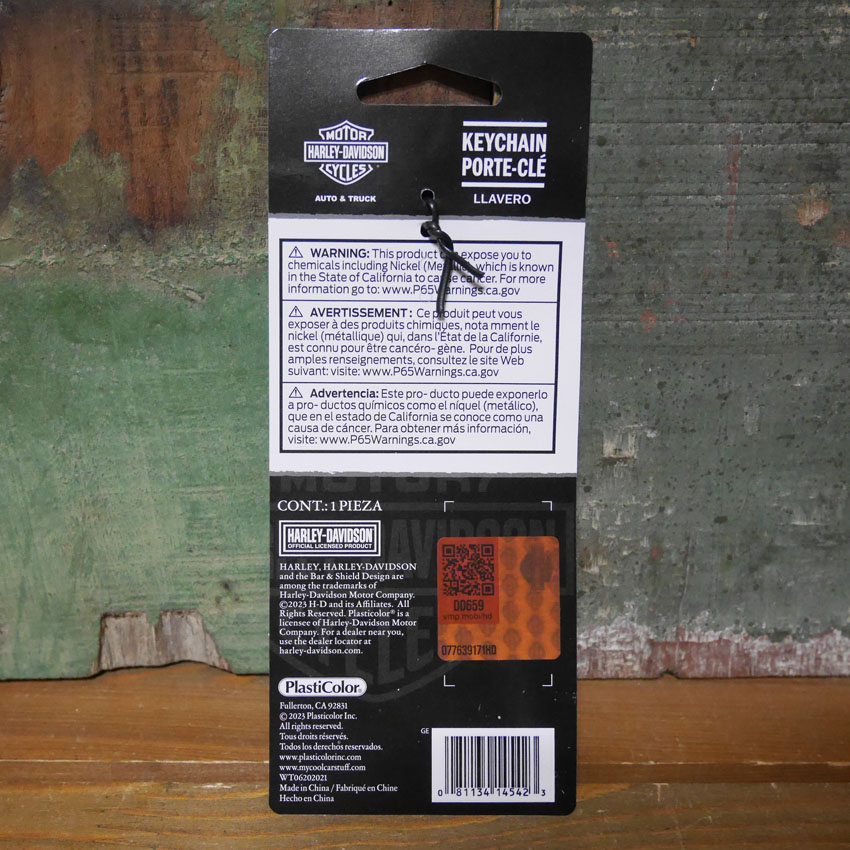 MOTOR
HARLEY-DAVIDSON
CYCLES
AUTO & TRUCK
KEYCHAIN
PORTE-CLÉ
LLAVERO
⚠ WARNING: This product can expose you to
chemicals including Nickel (Metallic), which is known
in the State of California to cause cancer. For more
information go to: www.P65Warnings.ca.gov
⚠ AVERTISSEMENT : Ce produit peut vous
exposer à des produits chimiques, nota mment le
nickel (métallique) qui, dans l'État de la Californie,
est connu pour être cancéro- gène. Pour de plus
amples renseignements, consultez le site Web
suivant: visite: www.P65Warnings.ca.gov
⚠ Advertencia: Este pro- ducto puede exponerlo
a pro- ductos químicos como el níquel (metálico),
que en el estado de California se conoce como una
causa de cáncer. Para obtener más información,
visite: www.P65Warnings.ca.gov
CONT.: 1 PIEZA
HARLEY-DAVIDSON
OFFICIAL LICENSED PRODUCT
HARLEY, HARLEY-DAVIDSON
and the Bar & Shield Design are
among the trademarks of
Harley-Davidson Motor Company.
©2023 H-D and its Affiliates. All
Rights Reserved. Plasticolor® is a
licensee of Harley-Davidson Motor
Company. For a dealer near you,
use the dealer locator at
harley-davidson.com.
D0659
vmp mobxhd
077639171HD
PlastiColor®
Fullerton, CA 92831
© 2023 Plasticolor Inc.
All rights reserved.
Tous droits réservés.
Todos los derechos reservados.
www.plasticolorinc.com
www.mycoolcarstuff.com
WT06202021
Made in China / Fabriqué en Chine
Hecho en China
GE
0 81134 14542 3